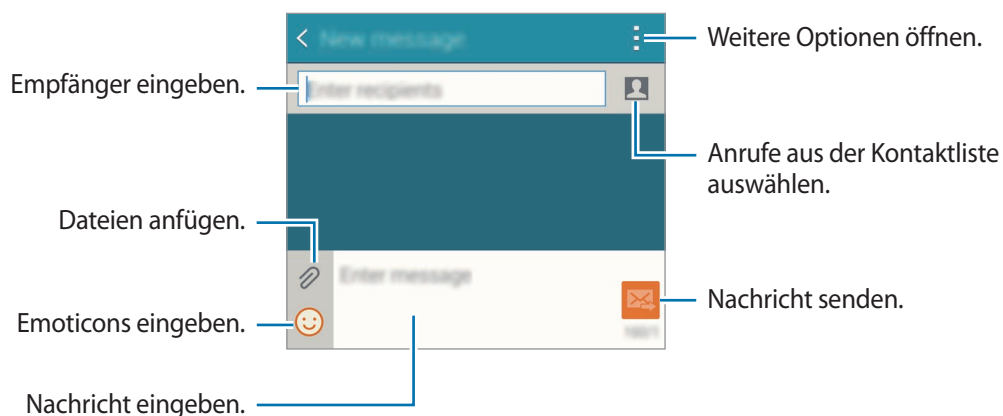 New message
Weitere Optionen öffnen.
Empfänger eingeben.
Enter recipients
Anrufe aus der Kontaktliste
auswählen.
Dateien anfügen.
Enter message
Nachricht senden.
Emoticons eingeben.
Nachricht eingeben.